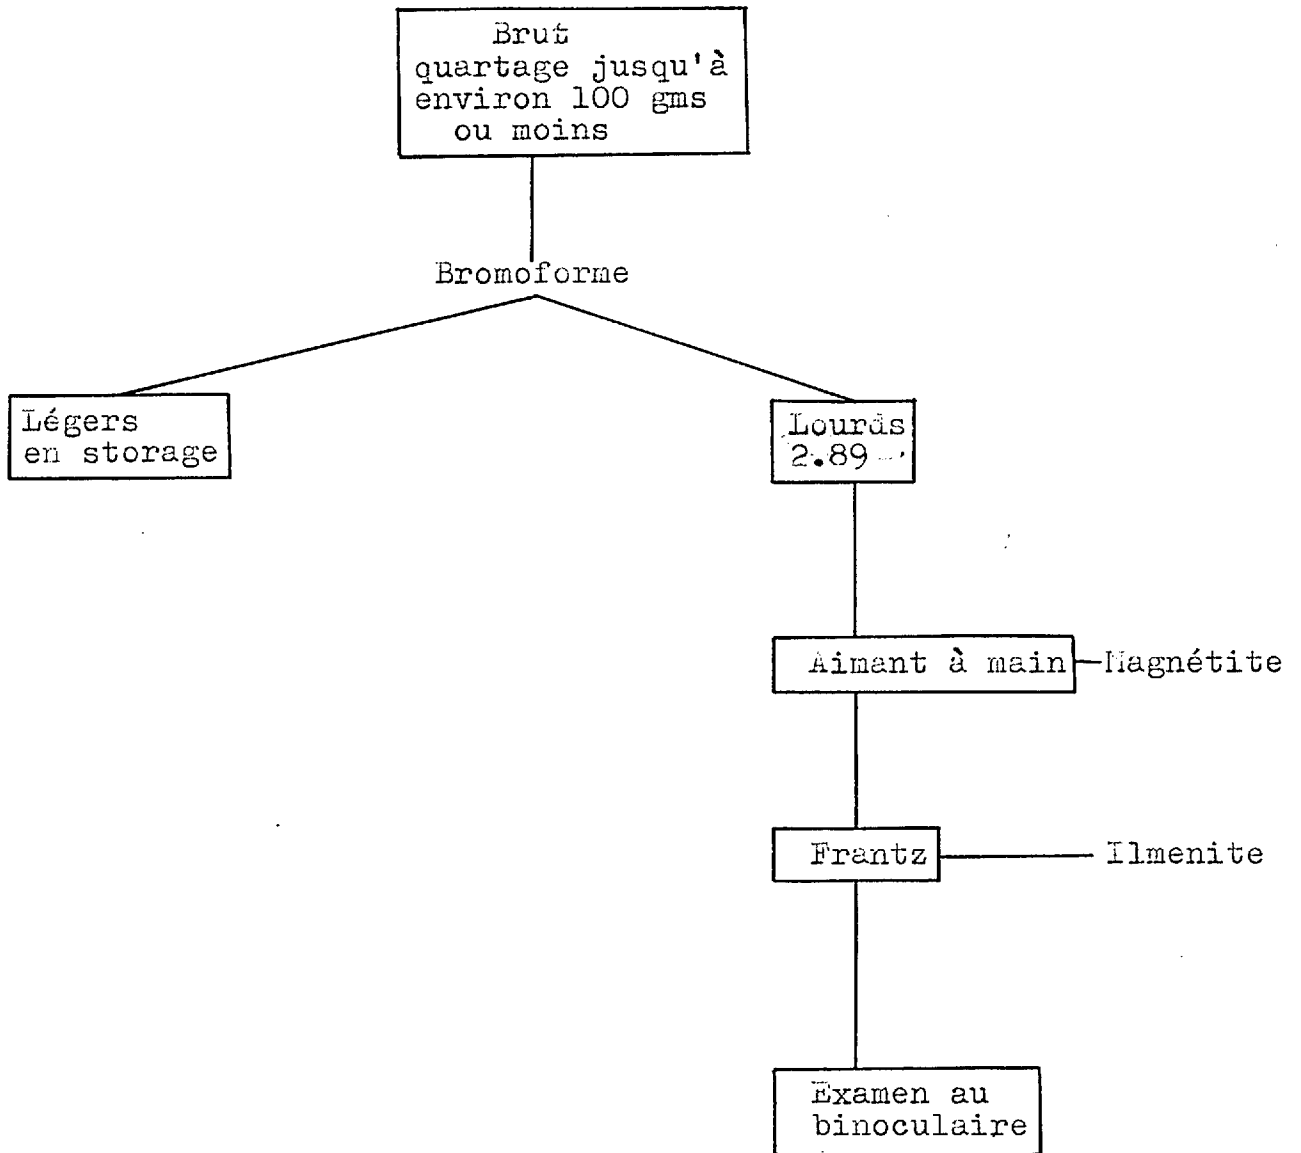 Brut
quartage jusqu'à
environ 100 gms
ou moins
Bromoforme
Légers
en storage
Lourds
2.89
Aimant à main
Magnétite
Frantz
Ilmenite
Examen au
binoculaire